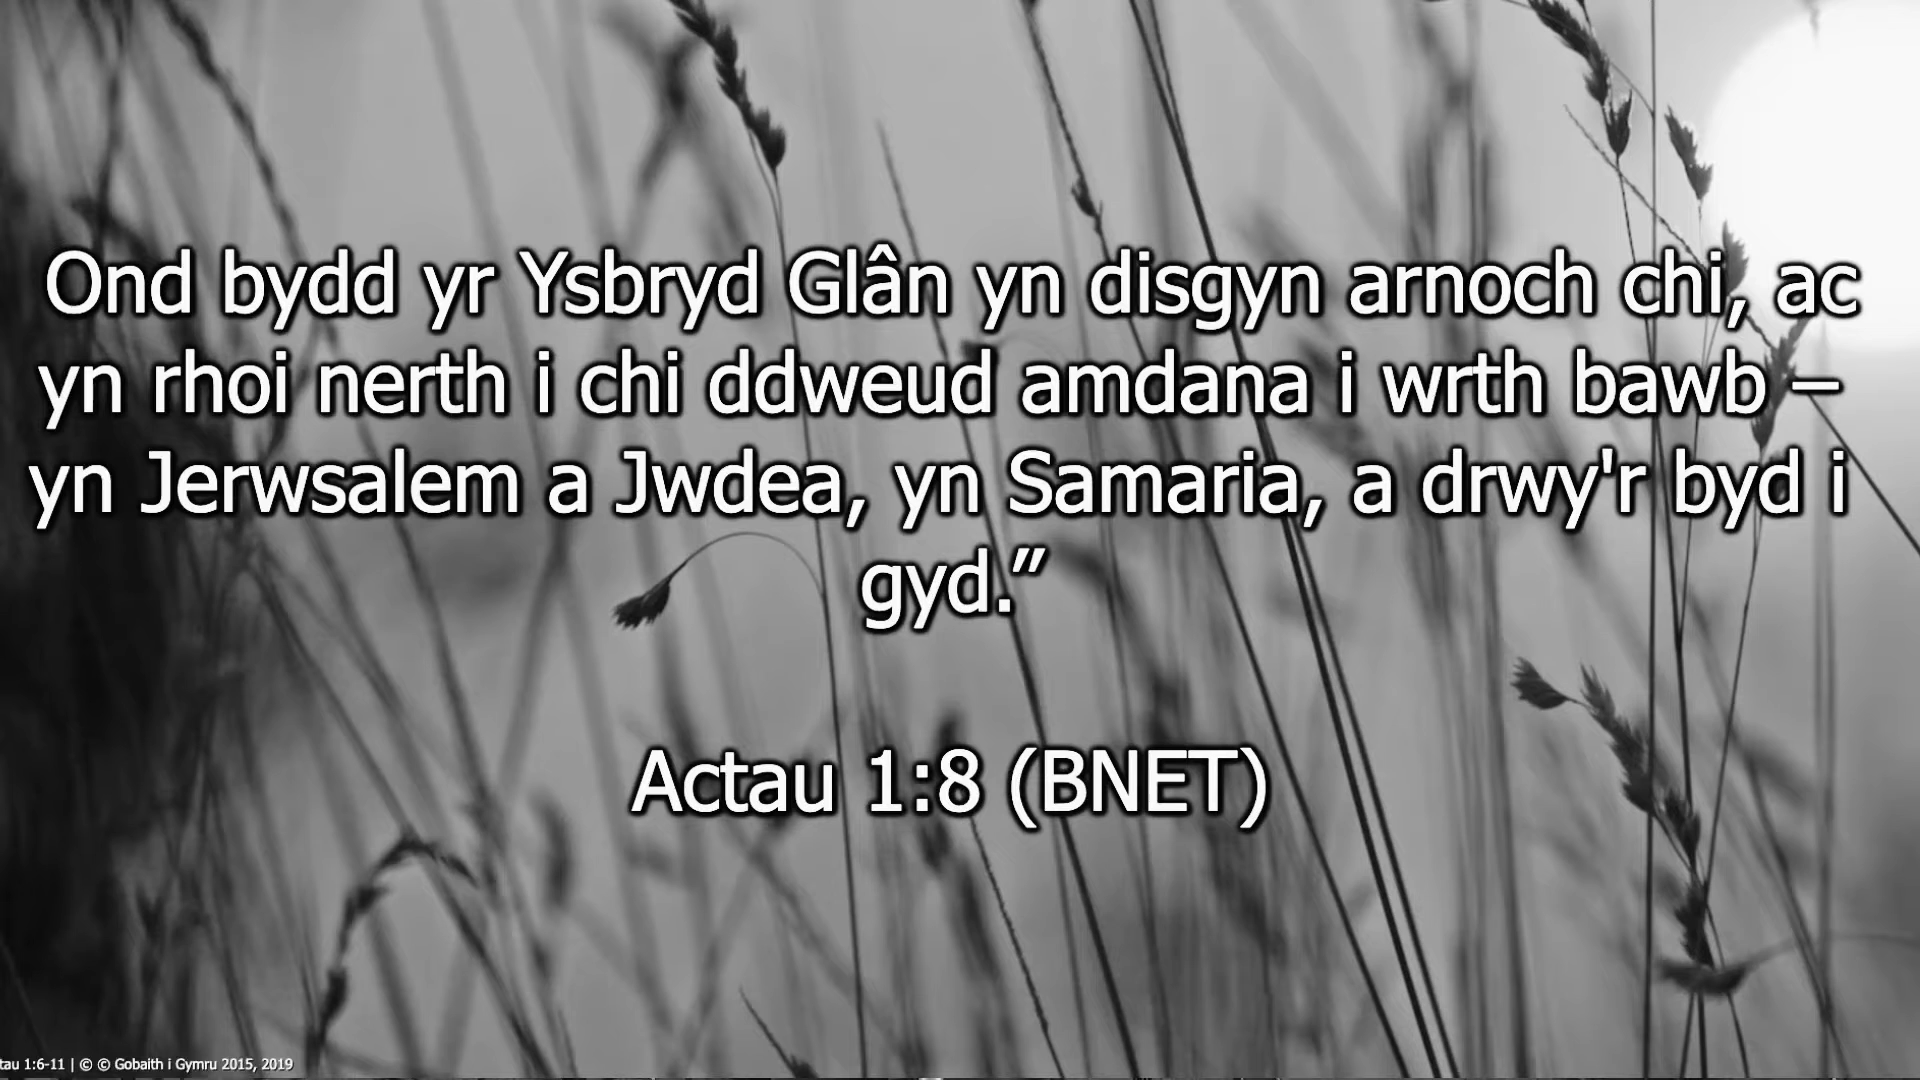 Ond bydd yr Ysbryd Glân yn disgyn arnoch chi, ac
yn rhoi nerth i chi ddweud amdana i wrth bawb –
yn Jerwsalem a Jwdea, yn Samaria, a drwy'r byd i
gyd.”
Actau 1:8 (BNET)
tau 1:6-11 | © © Gobaith i Gymru 2015, 2019